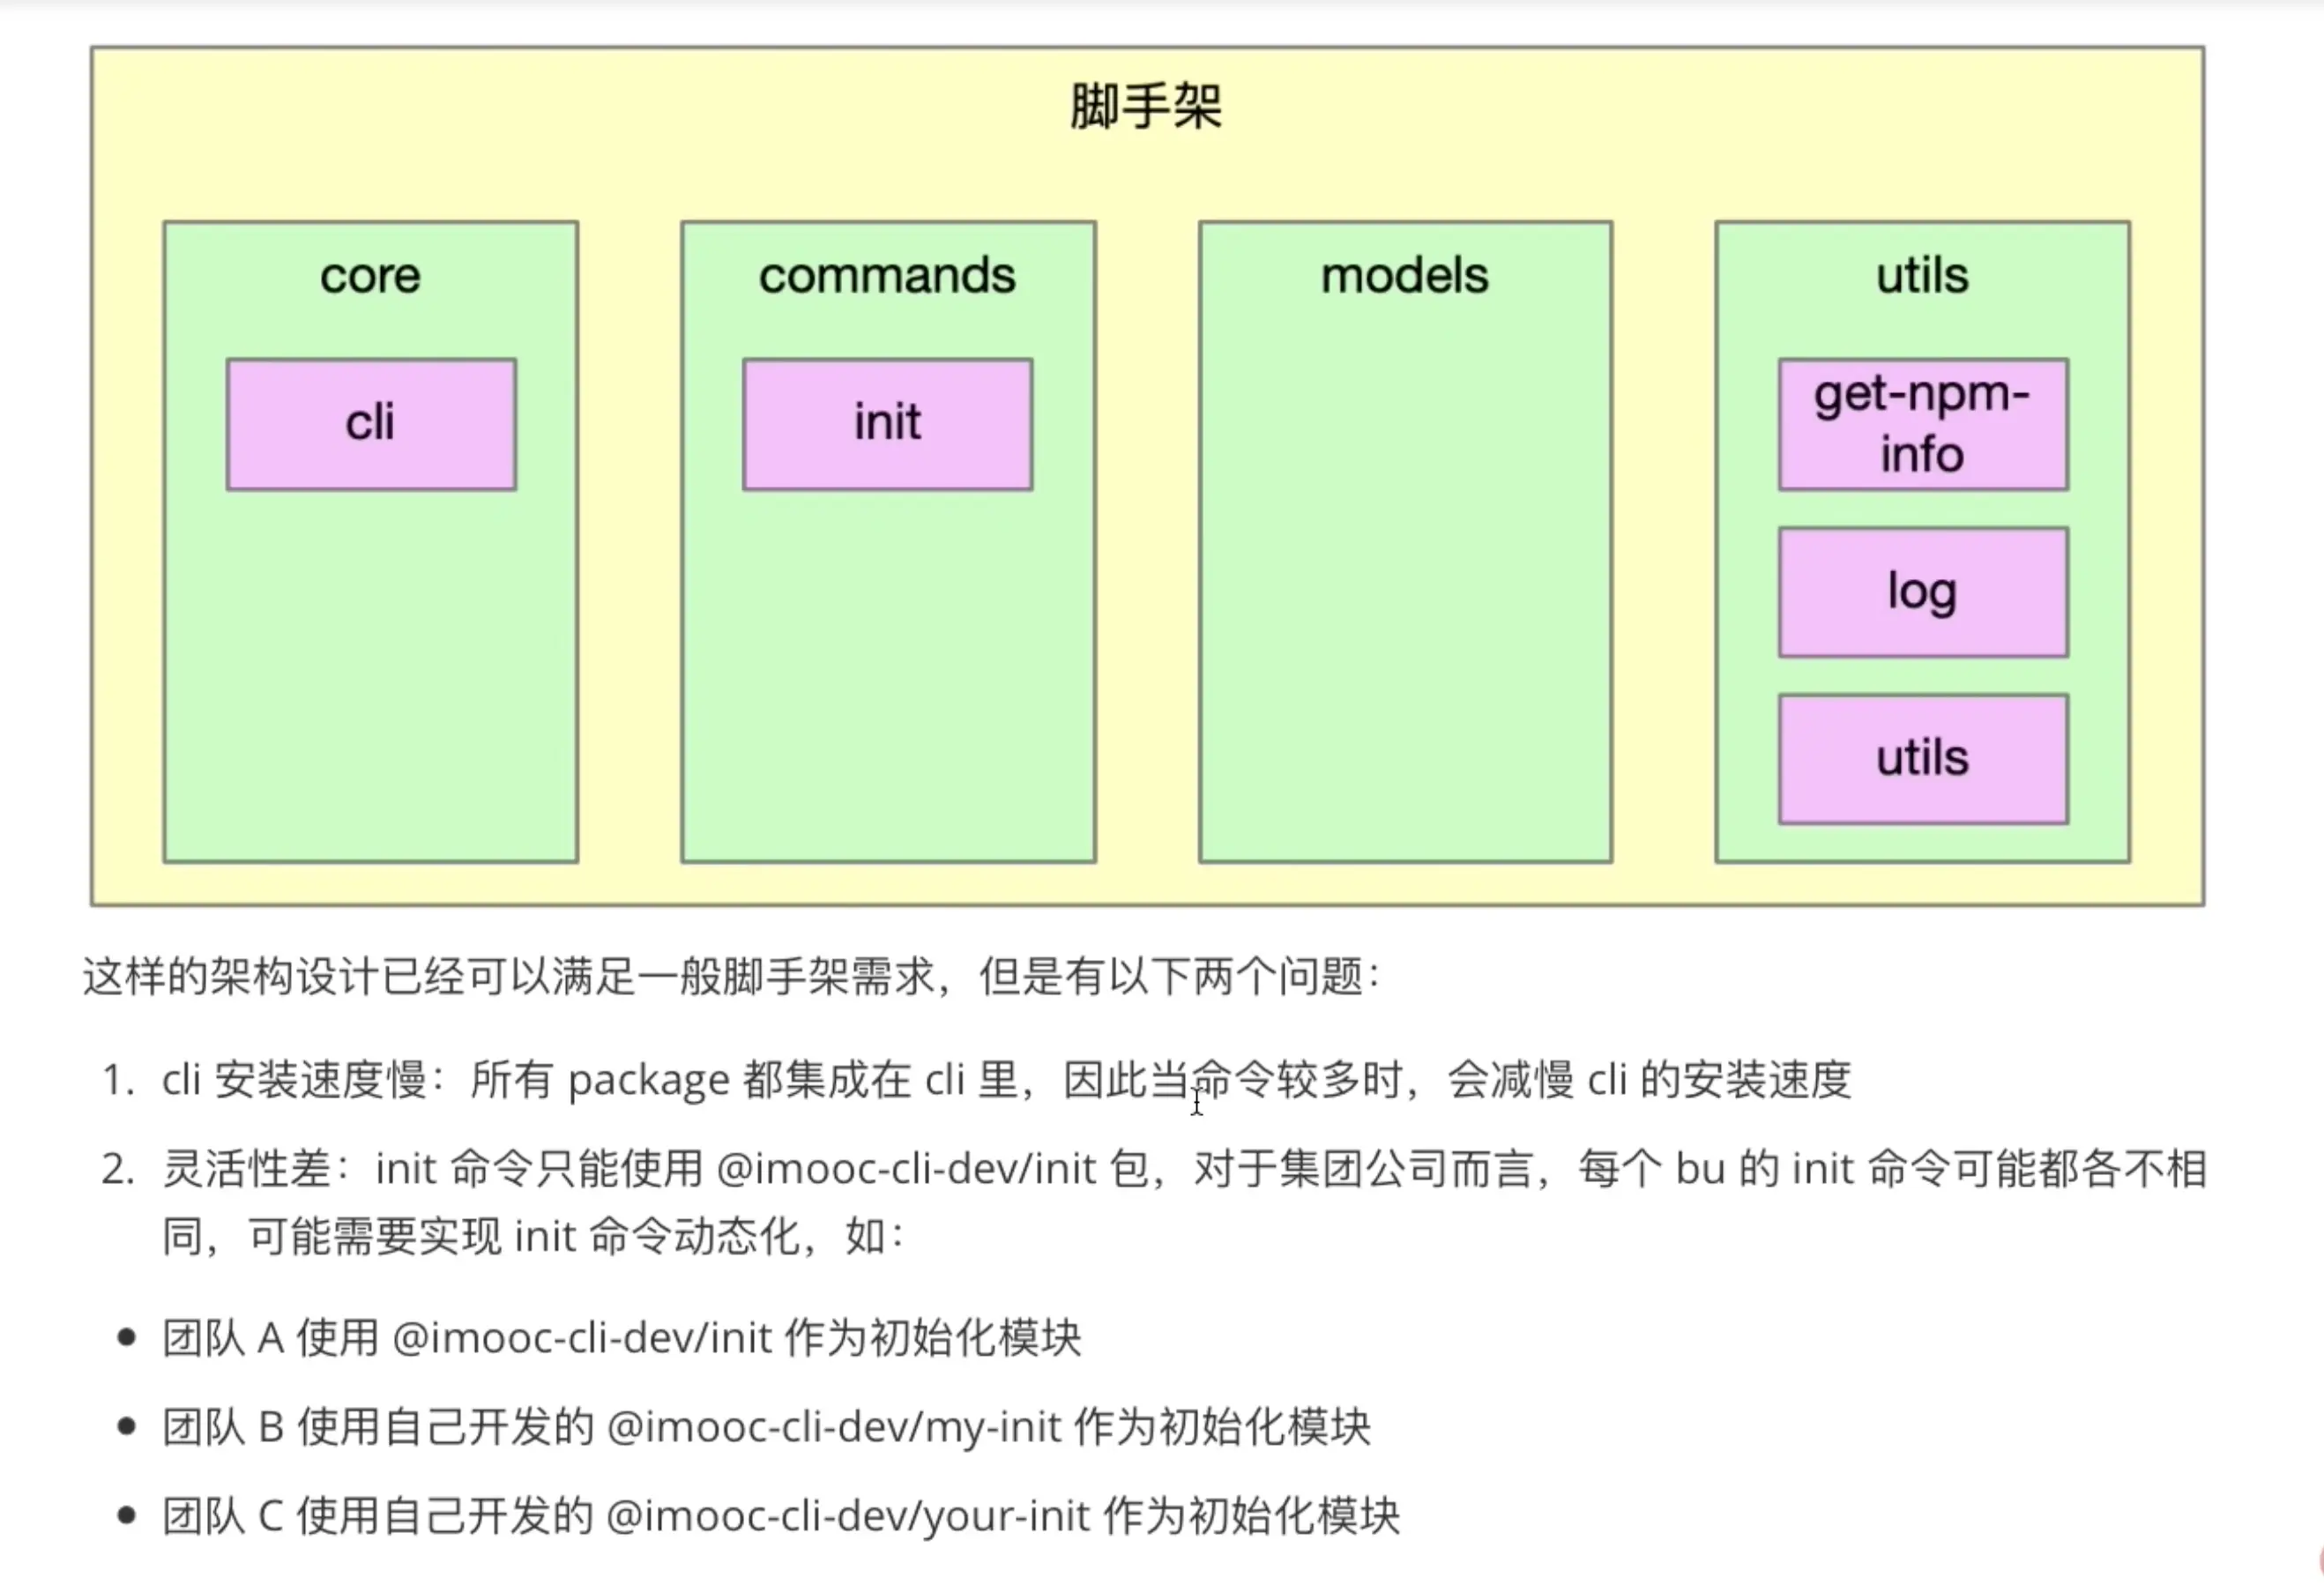 脚手架
core
cli
commands
init
models
utils
get-npm-
info
log
utils
这样的架构设计已经可以满足一般脚手架需求，但是有以下两个问题：
1. cli 安装速度慢：所有 package 都集成在 cli 里，因此当命令较多时，会减慢 cli 的安装速度
2. 灵活性差：init 命令只能使用 @imooc-cli-dev/init 包，对于集团公司而言，每个 bu 的 init 命令可能都各不相
同，可能需要实现 init 命令动态化，如：
• 团队 A 使用 @imooc-cli-dev/init 作为初始化模块
• 团队 B 使用自己开发的 @imooc-cli-dev/my-init 作为初始化模块
• 团队 C 使用自己开发的 @imooc-cli-dev/your-init 作为初始化模块